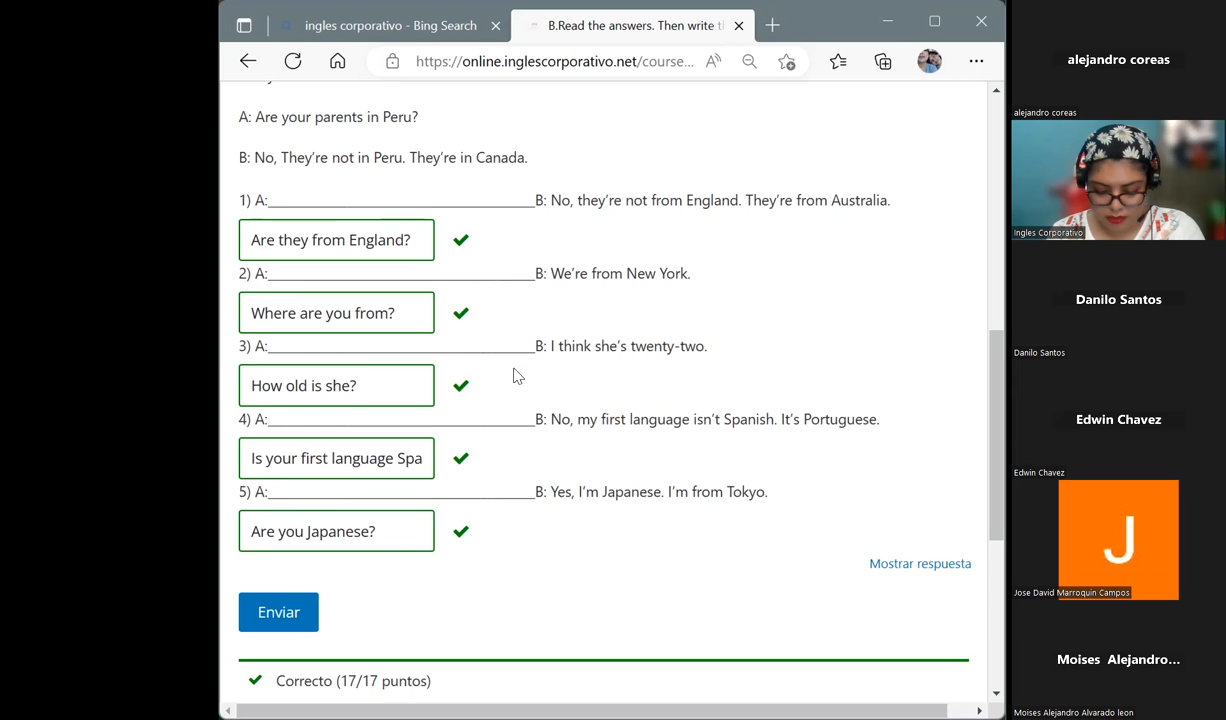 ingles corporativo - Bing Search
B.Read the answers. Then write t
https://online.inglescorporativo.net/course...
A: Are your parents in Peru?
B: No, They're not in Peru. They're in Canada.
1) A:________________________________B: No, they're not from England. They're from Australia.
Are they from England?
2) A:________________________________B: We're from New York.
Where are you from?
3) A:________________________________B: I think she's twenty-two.
How old is she?
4) A:________________________________B: No, my first language isn't Spanish. It's Portuguese.
Is your first language Spa
5) A:________________________________B: Yes, I'm Japanese. I'm from Tokyo.
Are you Japanese?
Mostrar respuesta
Enviar
Correcto (17/17 puntos)
alejandro coreas
alejandro coreas
Ingles Corporativo
Danilo Santos
Danilo Santos
Edwin Chavez
Edwin Chavez
J
Jose David Marroquin Campos
Moises Alejandro...
Moises Alejandro Alvarado leon